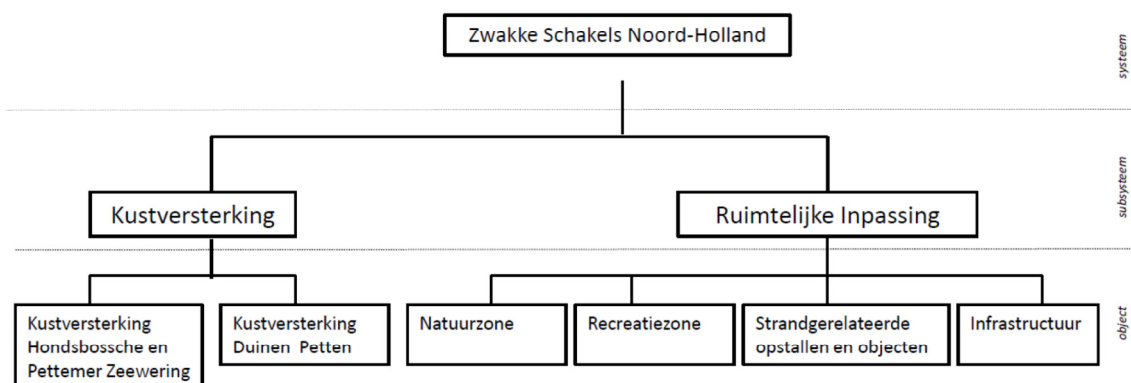 Zwakke Schakels Noord-Holland
systeem
Kustversterking
Ruimtelijke Inpassing
subsysteem
Kustversterking
Hondsbossche en
Pettemer Zeewering
Kustversterking
Duinen Petten
Natuurzone
Recreatiezone
Strandgerelateerde
opstallen en objecten
Infrastructuur
object